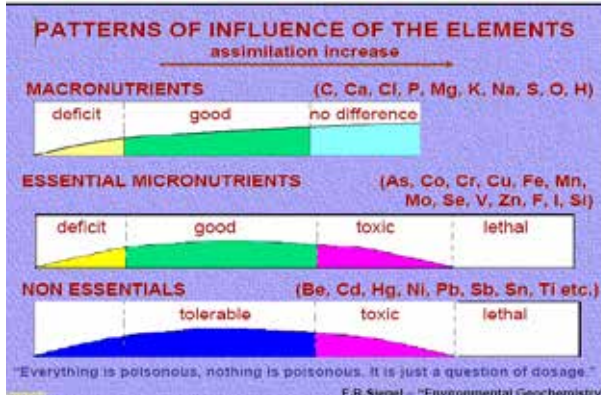 PATTERNS OF INFLUENCE OF THE ELEMENTS
assimilation increase
MACRONUTRIENTS (C, Ca, Cl, P, Mg, K, Na, S, O, H)
deficit good no difference
ESSENTIAL MICRONUTRIENTS (As, Co, Cr, Cu, Fe, Mn,
Mo, Se, V, Zn, F, I, Si)
deficit good toxic lethal
NON ESSENTIALS (Be, Cd, Hg, Ni, Pb, Sb, Sn, Ti etc.)
tolerable toxic lethal
"Everything is poisonous, nothing is poisonous. It is just a question of dosage."
F.R.Siegel – "Environmental Geochemistry